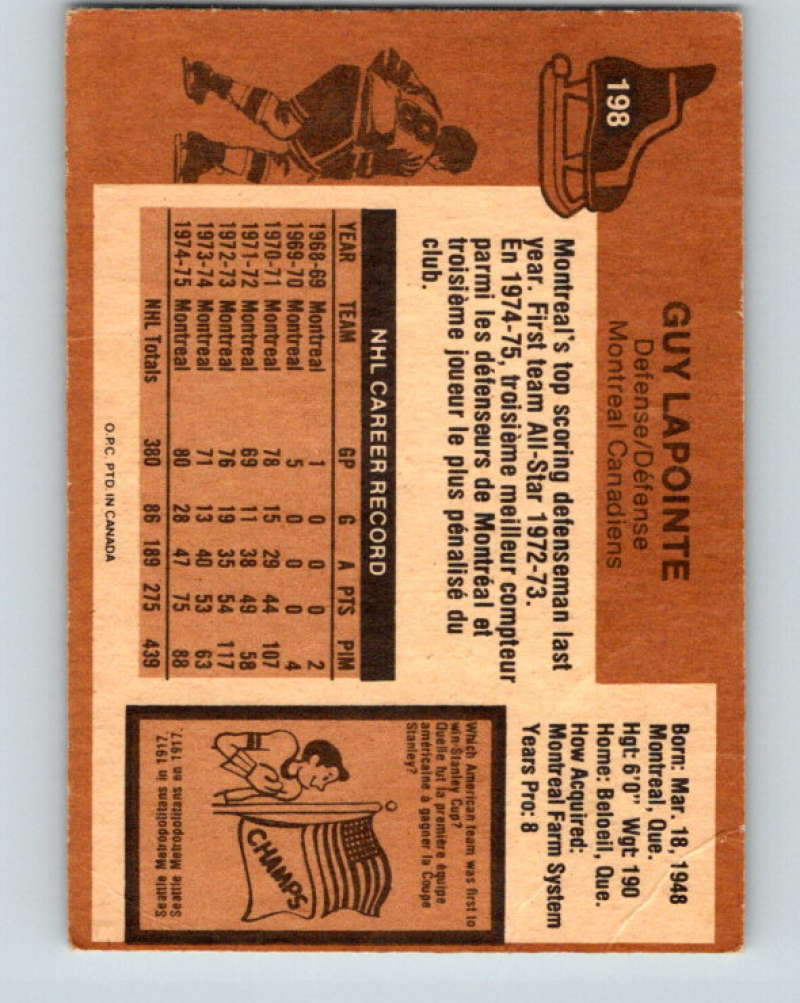 198
GUY LAPOINTE
Defense/Défense
Montreal Canadiens
Born: Mar. 18, 1948
Montreal, Que.
Hgt: 6'0" Wgt: 190
Home: Beloeil, Que.
How Acquired:
Montreal Farm System
Years Pro: 8
Montreal's top scoring defenseman last
year. First team All-Star 1972-73.
En 1974-75, troisième meilleur compteur
parmi les défenseurs de Montréal et
troisième joueur le plus pénalisé du
club.
NHL CAREER RECORD
YEAR TEAM GP G A PTS PIM
1968-69 Montreal 1 0 0 0 2
1969-70 Montreal 5 0 0 0 4
1970-71 Montreal 78 15 29 44 107
1971-72 Montreal 69 11 38 49 58
1972-73 Montreal 76 19 35 54 117
1973-74 Montreal 71 13 40 53 63
1974-75 Montreal 80 28 47 75 88
NHL Totals 380 86 189 275 439
O.P.C. PTD. IN CANADA
Which American team was first to
win Stanley Cup?
Quelle fut la première équipe
américaine à gagner la Coupe
Stanley?
CHAMPS
Seattle Metropolitans in
1917.
Seattle Metropolitans en
1917.